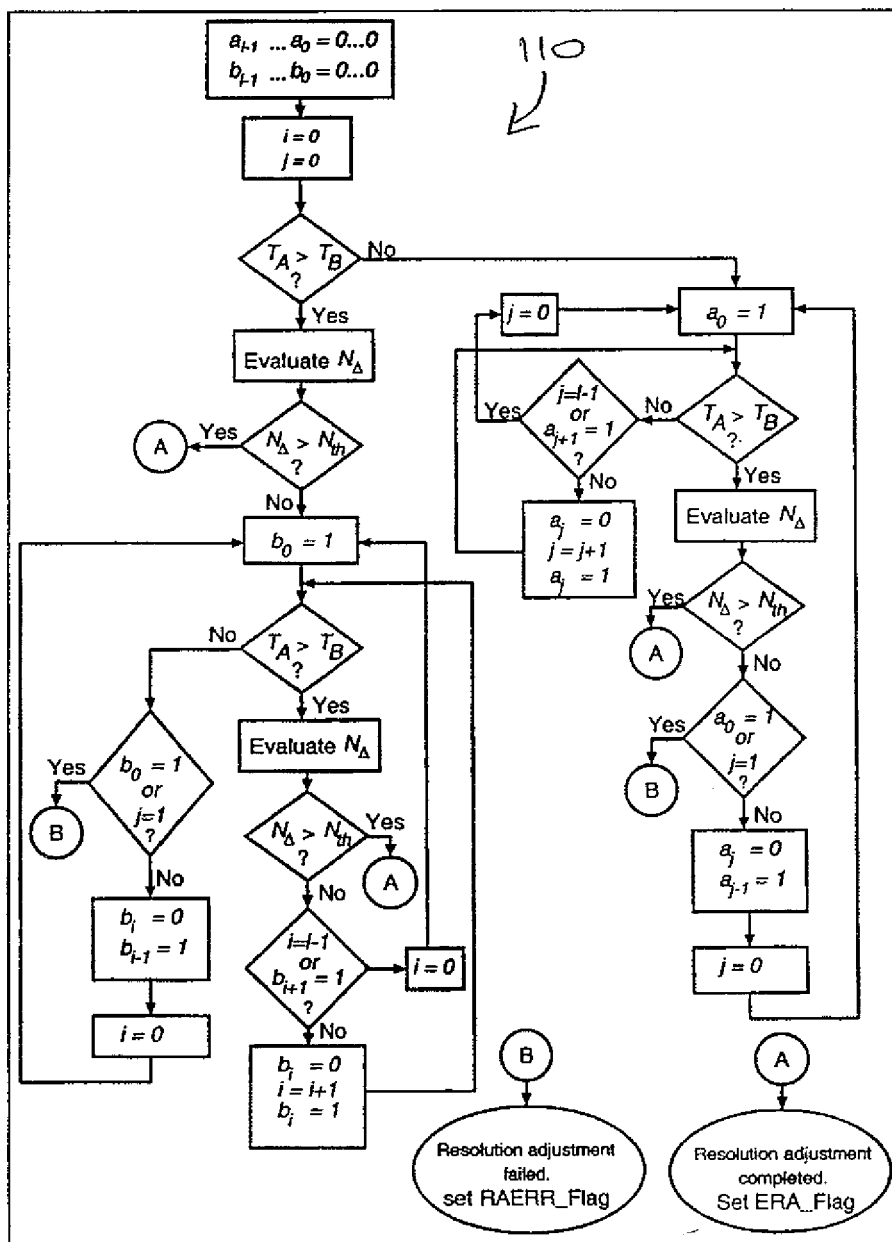 a_{l-1} ... a_0 = 0...0
b_{l-1} ... b_0 = 0...0
110
i = 0
j = 0
T_A > T_B
?
No
Yes
Evaluate N_Δ
N_Δ > N_th
?
Yes
A
No
b_0 = 1
T_A > T_B
?
No
Yes
b_0 = 1
or
j=1
?
Yes
B
No
b_i = 0
b_{i-1} = 1
i = 0
Evaluate N_Δ
N_Δ > N_th
?
Yes
A
No
i=l-1
or
b_{i+1} = 1
?
i = 0
No
b_i = 0
i = i+1
b_i = 1
j = 0
a_0 = 1
T_A > T_B
?
No
Yes
j=l-1
or
a_{j+1} = 1
?
Yes
No
a_j = 0
j = j+1
a_j = 1
Evaluate N_Δ
N_Δ > N_th
?
Yes
A
No
a_0 = 1
or
j=1
?
Yes
B
No
a_j = 0
a_{j-1} = 1
j = 0
B
Resolution adjustment
failed.
set RAERR_Flag
A
Resolution adjustment
completed.
Set ERA_Flag